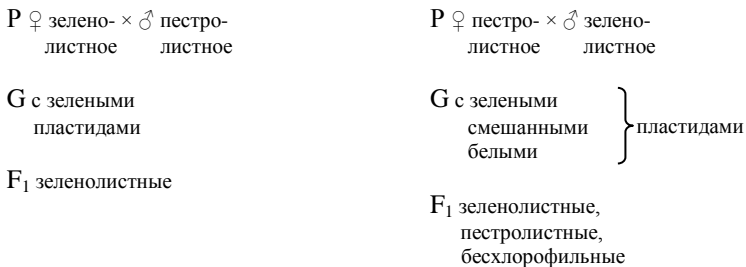 P ♀ зелено- × ♂ пестро-
листное листное
G с зелеными
пластидами
F₁ зеленолистные
P ♀ пестро- × ♂ зелено-
листное листное
G с зелеными
смешанными
белыми
пластидами
F₁ зеленолистные,
пестролистные,
бесхлорофильные